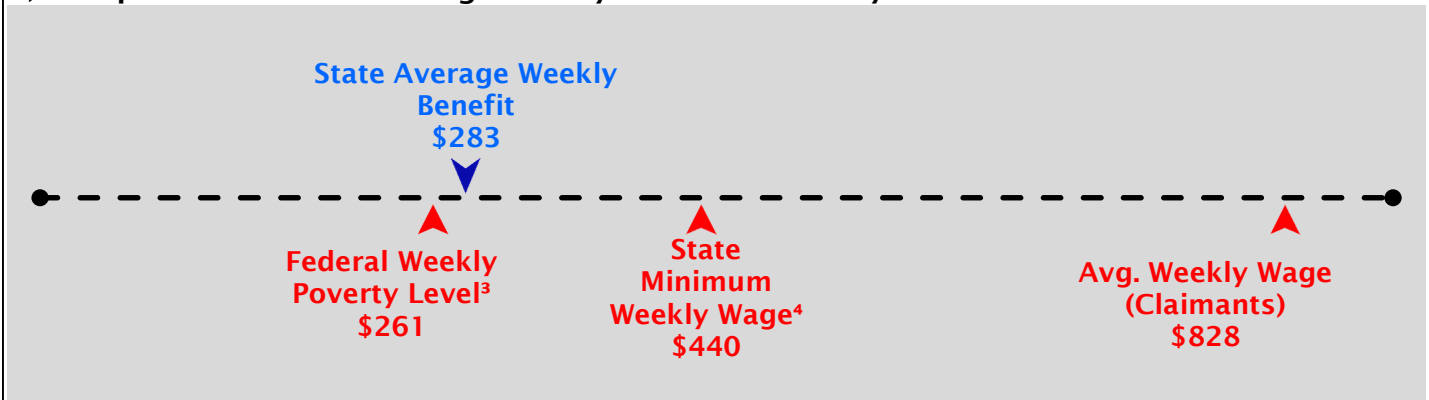 State Average Weekly
Benefit
$283
Federal Weekly
Poverty Level³
$261
State
Minimum
Weekly Wage⁴
$440
Avg. Weekly Wage
(Claimants)
$828